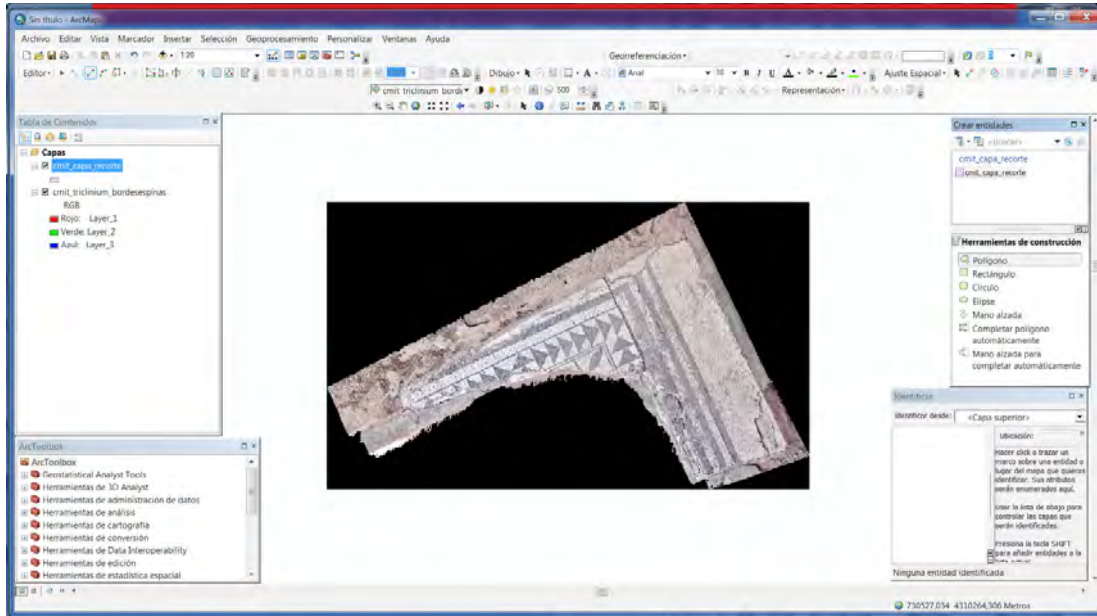 Sin título - ArcMap
Archivo Editar Vista Marcador Insertar Selección Geoprocesamiento Personalizar Ventanas Ayuda
1:20
Georreferenciación
Editor
Dibujo
Arial
10
N
K
S
A
Ajuste Espacial
cmit triclinium borde
500
Representación
Tabla de Contenidos
Capas
cmit_capa_recorte
cmit_triclinium_bordesespinas
RGB
Rojo: Layer_1
Verde: Layer_2
Azul: Layer_3
ArcToolbox
ArcToolbox
Geostatistical Analyst Tools
Herramientas de 3D Analyst
Herramientas de administración de datos
Herramientas de análisis
Herramientas de cartografía
Herramientas de conversión
Herramientas de Data Interoperability
Herramientas de edición
Herramientas de estadística espacial
Crear entidades
<Buscar>
cmit_capa_recorte
cmit_capa_recorte
Herramientas de construcción
Polígono
Rectángulo
Círculo
Elipse
Mano alzada
Completar polígono
automáticamente
Mano alzada para
completar automáticamente
Identificar
Identificar desde: <Capa superior>
Ubicación:
Hacer click o trazar un
marco sobre una entidad o
lugar del mapa que quieras
identificar. Sus atributos
serán enumerados aquí.
Usar la lista de abajo para
controlar las capas que
serán identificadas.
Presiona la tecla SHIFT
para añadir entidades a la
lista actual
Ninguna entidad identificada
730527,034 4310264,306 Metros